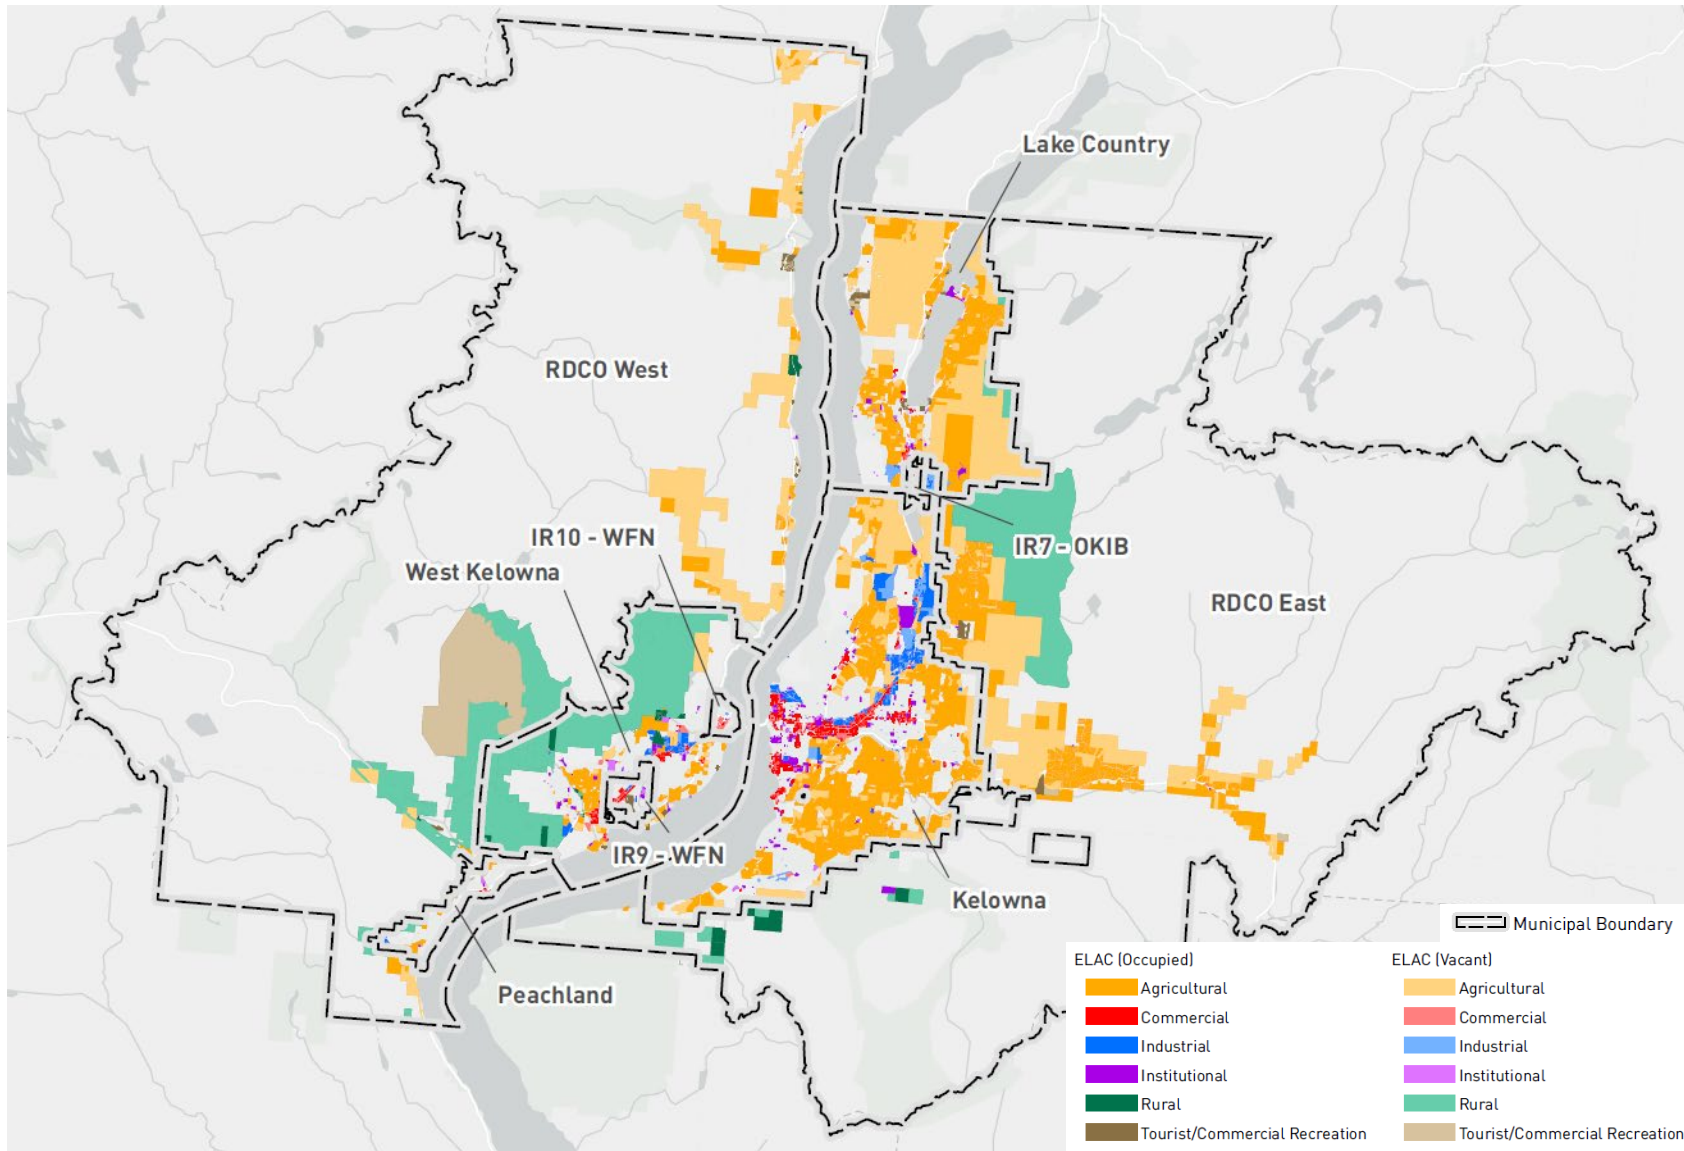 Lake Country
RDCO West
IR10 - WFN
IR7 - OKIB
West Kelowna
RDCO East
IR9 - WFN
Kelowna
Peachland
Municipal Boundary
ELAC (Occupied)
Agricultural
Commercial
Industrial
Institutional
Rural
Tourist/Commercial Recreation
ELAC (Vacant)
Agricultural
Commercial
Industrial
Institutional
Rural
Tourist/Commercial Recreation